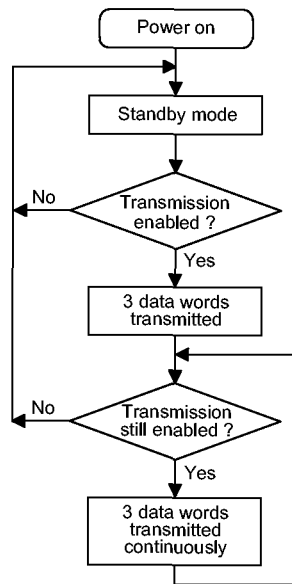 Power on
Standby mode
Transmission
enabled ?
No
Yes
3 data words
transmitted
Transmission
still enabled ?
No
Yes
3 data words
transmitted
continuously